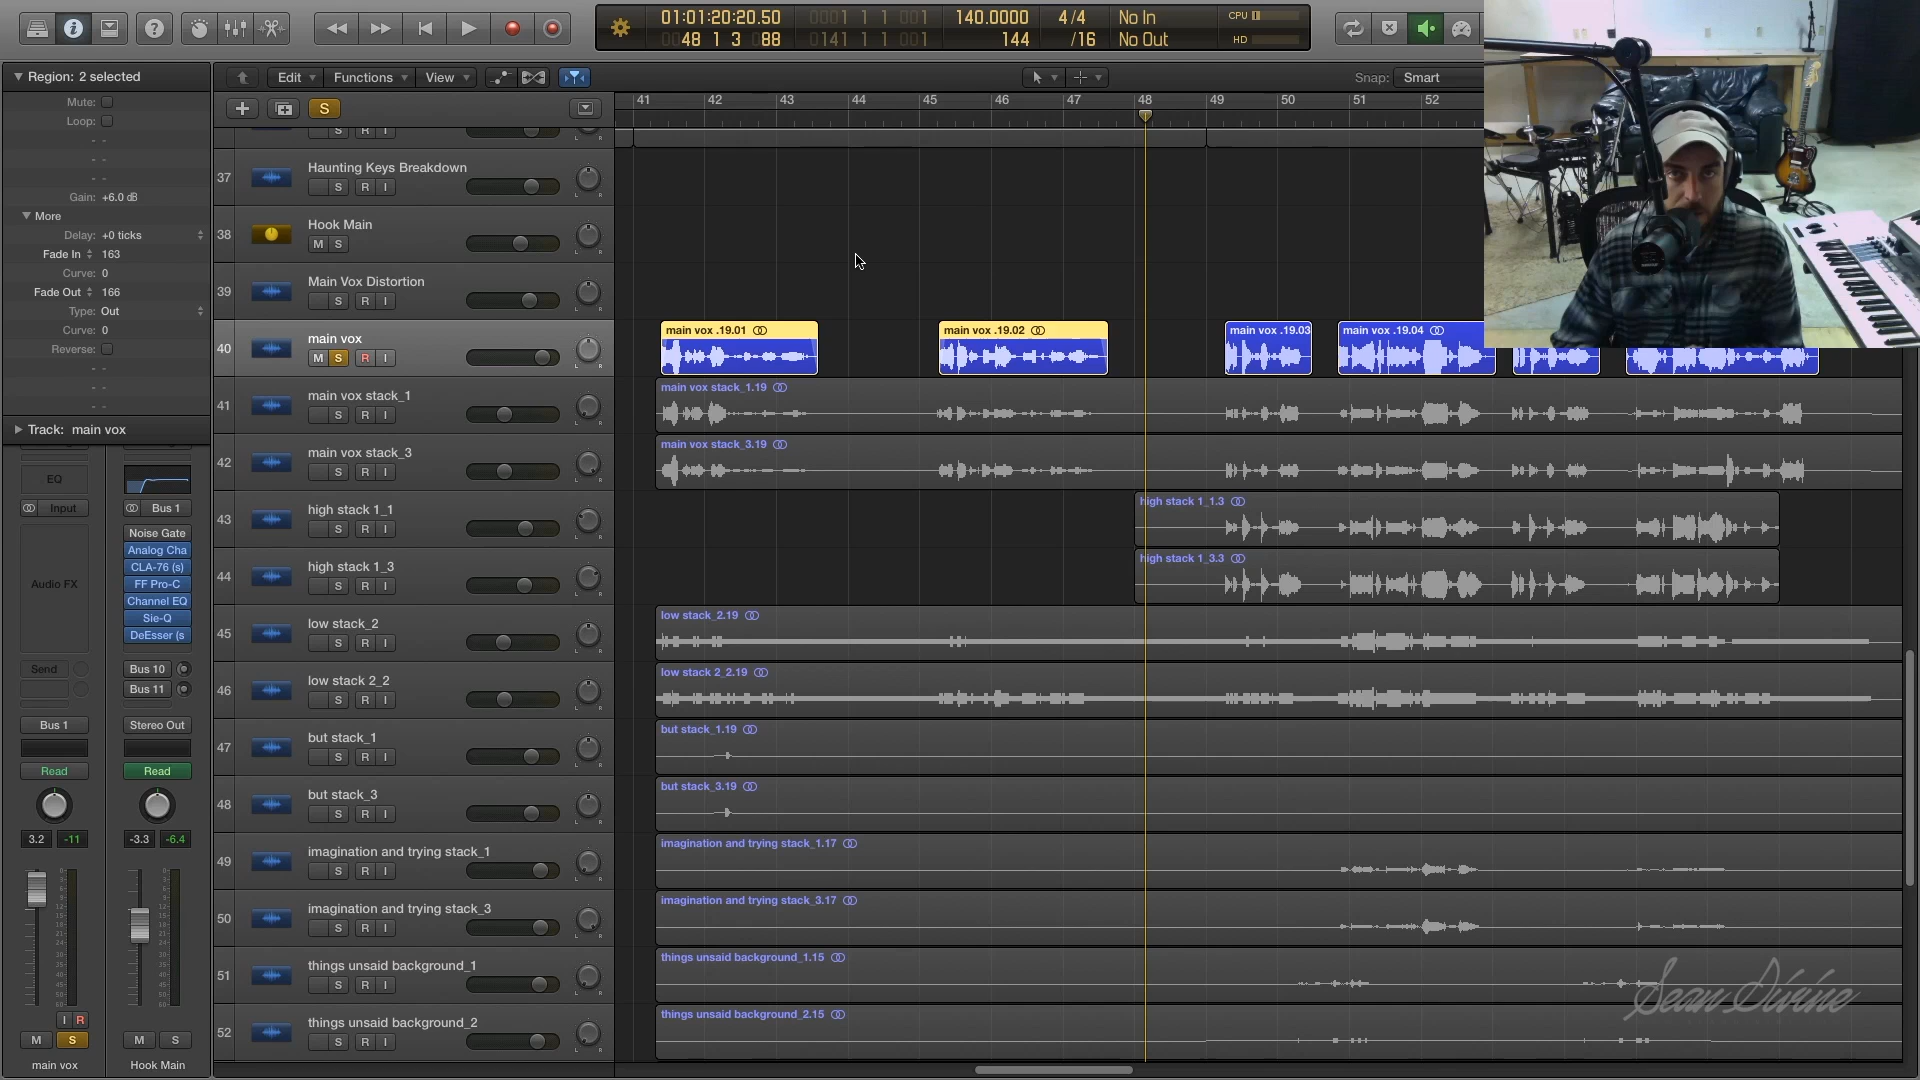 01:01:20:20.50
48 1 3 88
0001 1 1 001
0141 1 1 001
140.0000
144
4/4
/16
No In
No Out
CPU
HD
Region: 2 selected
Edit
Functions
View
Snap: Smart
Mute:
Loop:
Gain: +6.0 dB
More
Delay: +0 ticks
Fade In 163
Curve: 0
Fade Out 166
Type: Out
Curve: 0
Reverse:
S
41 42 43 44 45 46 47 48 49 50 51 52
37 Haunting Keys Breakdown
S R I
38 Hook Main
M S
39 Main Vox Distortion
S R I
40 main vox
M S R I
main vox .19.01
main vox .19.02
main vox .19.03
main vox .19.04
41 main vox stack_1
S R I
main vox stack_1.19
42 main vox stack_3
S R I
main vox stack_3.19
43 high stack 1_1
S R I
high stack 1_1.3
44 high stack 1_3
S R I
high stack 1_3.3
45 low stack_2
S R I
low stack_2.19
46 low stack 2_2
S R I
low stack 2_2.19
47 but stack_1
S R I
but stack_1.19
48 but stack_3
S R I
but stack_3.19
49 imagination and trying stack_1
S R I
imagination and trying stack_1.17
50 imagination and trying stack_3
S R I
imagination and trying stack_3.17
51 things unsaid background_1
S R I
things unsaid background_1.15
52 things unsaid background_2
S R I
things unsaid background_2.15
Track: main vox
EQ
Input
Bus 1
Audio FX
Noise Gate
Analog Cha
CLA-76 (s)
FF Pro-C
Channel EQ
Sie-Q
DeEsser (s
Send
Bus 10
Bus 11
Bus 1
Stereo Out
Read
Read
3.2 -11
-3.3 -6.4
I R
M S
M S
main vox
Hook Main
Sean Divine